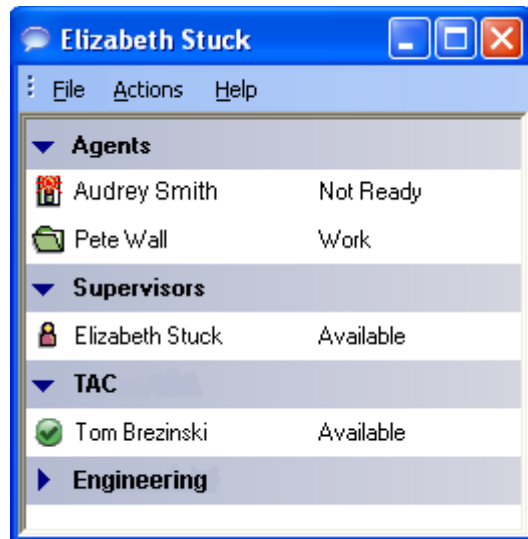 Elizabeth Stuck
File Actions Help
Agents
Audrey Smith Not Ready
Pete Wall Work
Supervisors
Elizabeth Stuck Available
TAC
Tom Brezinski Available
Engineering